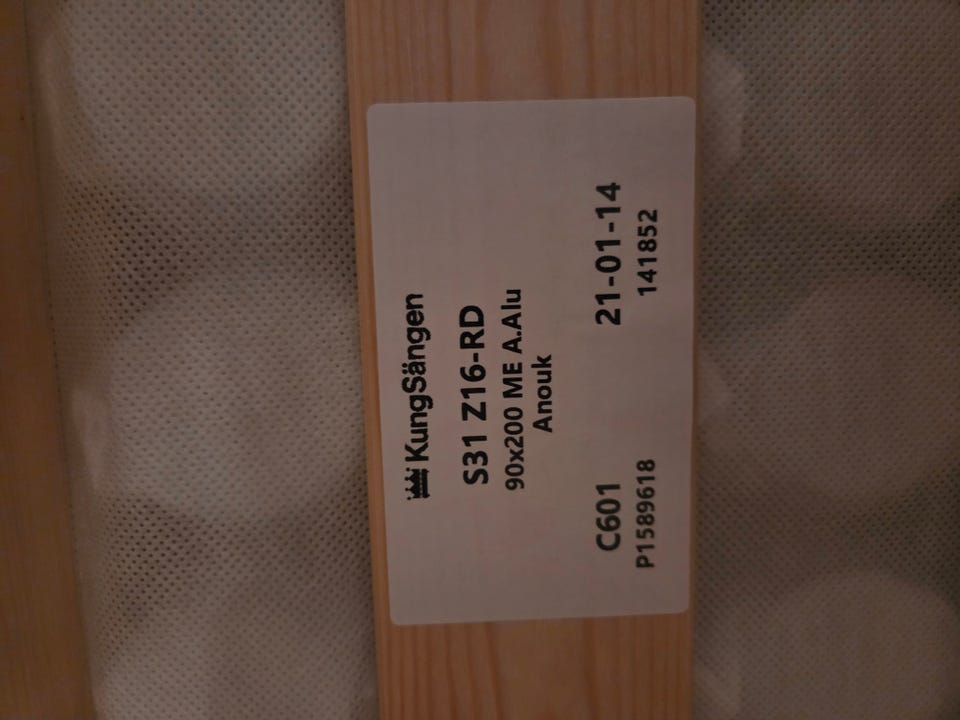 KungSängen
S31 Z16-RD
90x200 ME A.Alu
Anouk
C601 21-01-14
P1589618 141852